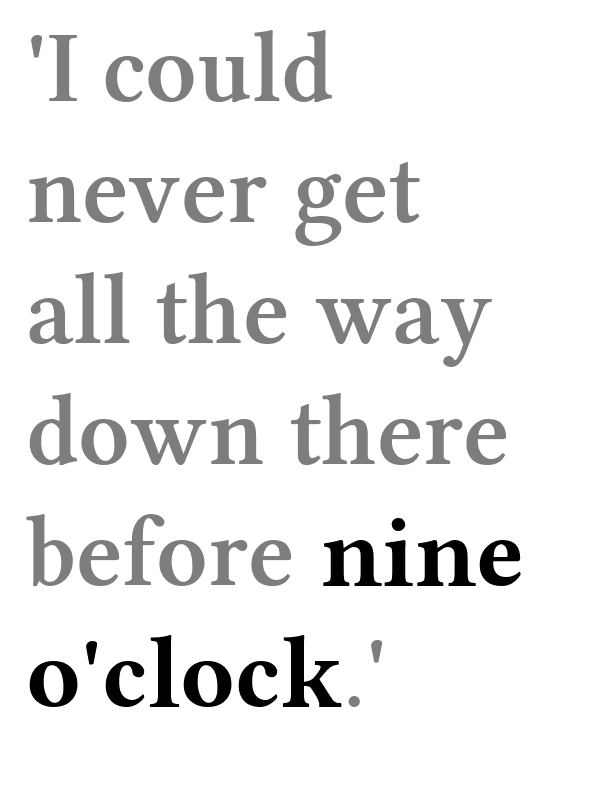 'I could
never get
all the way
down there
before nine
o'clock.'